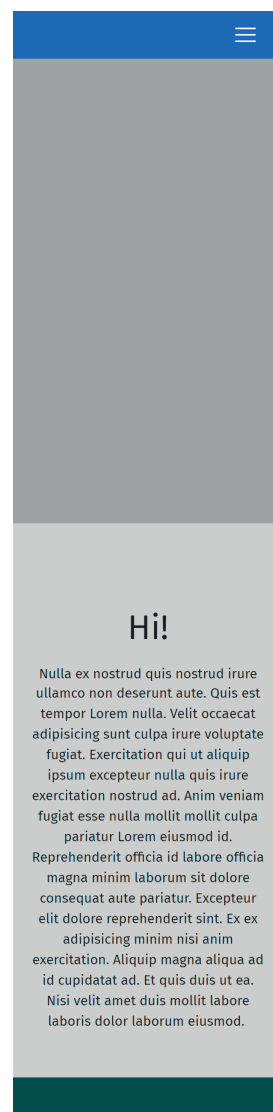 Hi!
Nulla ex nostrud quis nostrud irure
ullamco non deserunt aute. Quis est
tempor Lorem nulla. Velit occaecat
adipisicing sunt culpa irure voluptate
fugiat. Exercitation qui ut aliquip
ipsum excepteur nulla quis irure
exercitation nostrud ad. Anim veniam
fugiat esse nulla mollit mollit culpa
pariatur Lorem eiusmod id.
Reprehenderit officia id labore officia
magna minim laborum sit dolore
consequat aute pariatur. Excepteur
elit dolore reprehenderit sint. Ex ex
adipisicing minim nisi anim
exercitation. Aliquip magna aliqua ad
id cupidatat ad. Et quis duis ut ea.
Nisi velit amet duis mollit labore
laboris dolor laborum eiusmod.